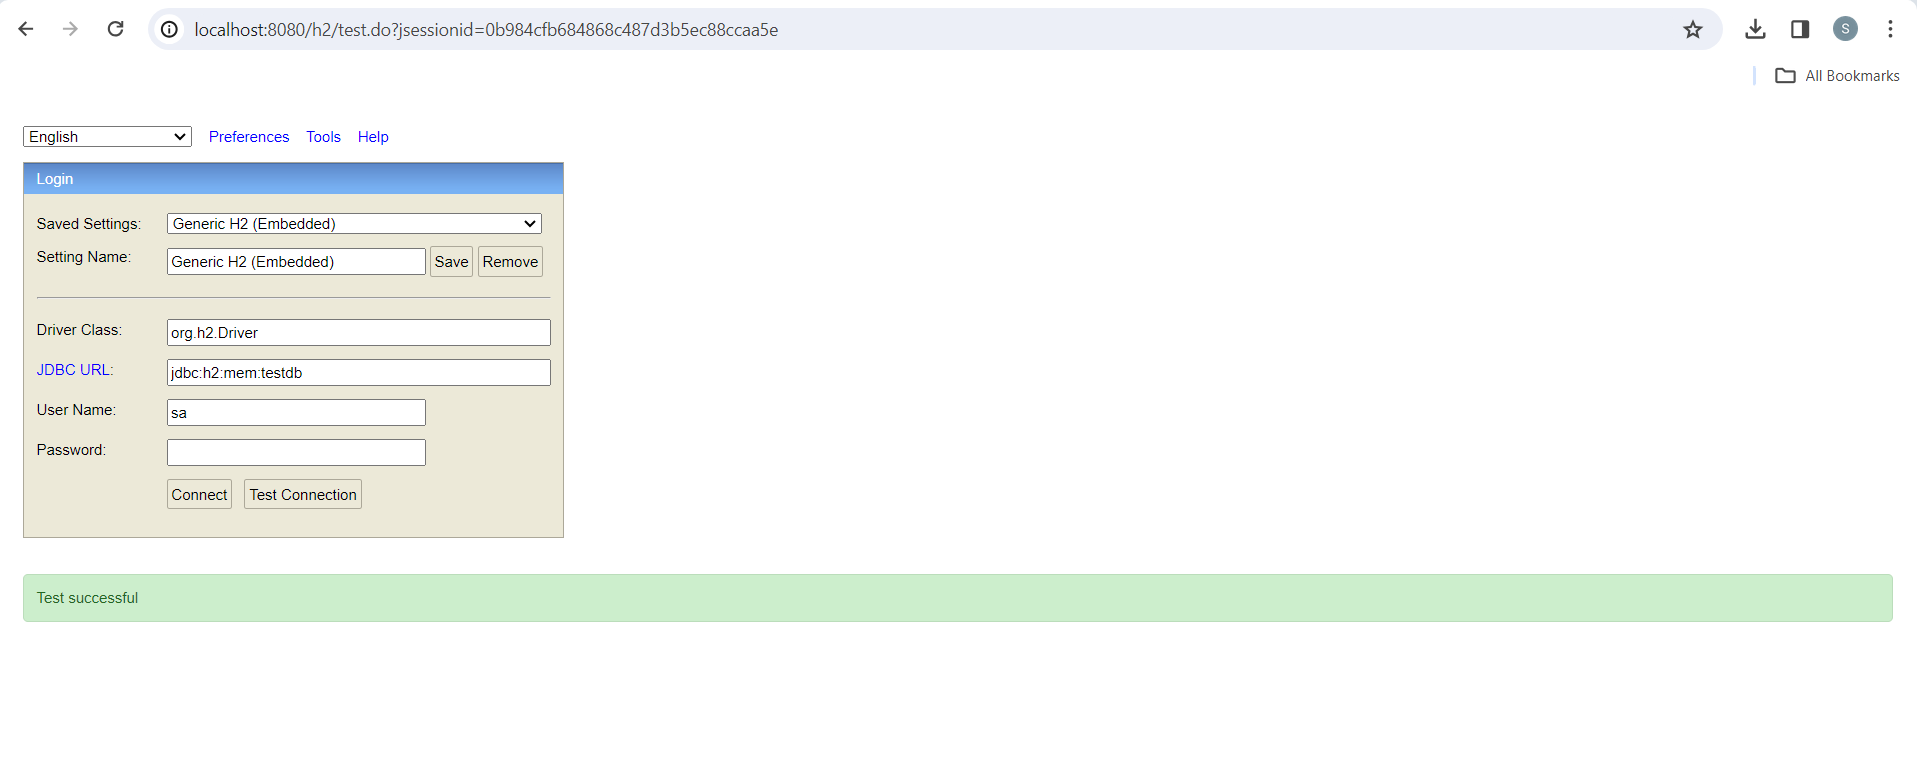 localhost:8080/h2/test.do?jsessionid=0b984cfb684868c487d3b5ec88ccaa5e
S
All Bookmarks
English Preferences Tools Help
Login
Saved Settings: Generic H2 (Embedded)
Setting Name: Generic H2 (Embedded) Save Remove
Driver Class: org.h2.Driver
JDBC URL: jdbc:h2:mem:testdb
User Name: sa
Password:
Connect Test Connection
Test successful